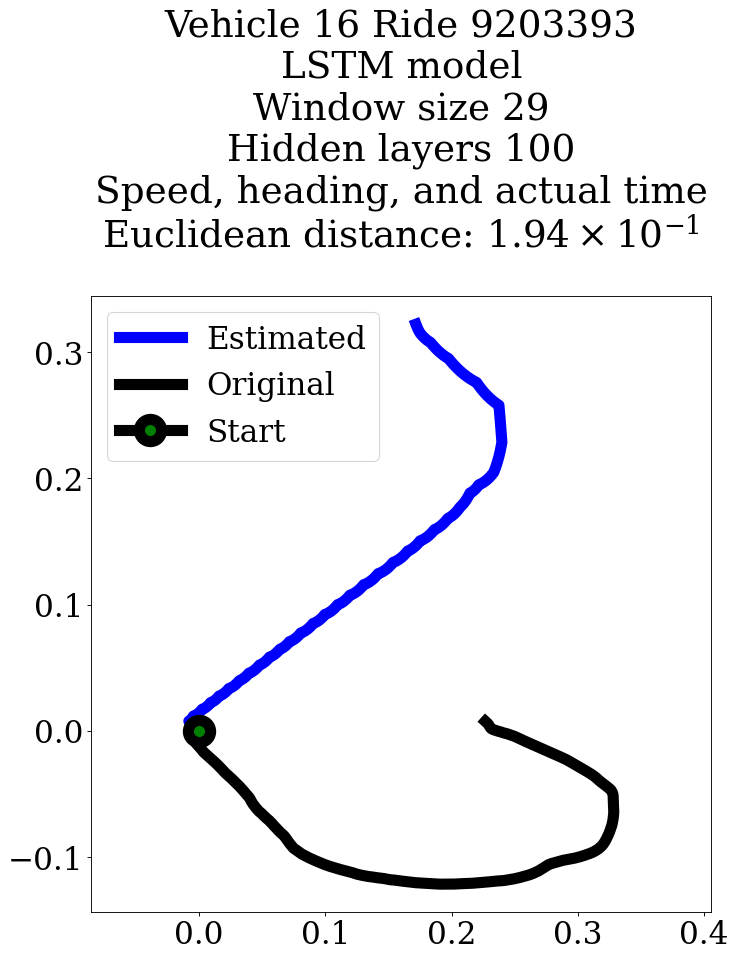 Vehicle 16 Ride 9203393
LSTM model
Window size 29
Hidden layers 100
Speed, heading, and actual time
Euclidean distance: 1.94 × 10⁻¹
Estimated
Original
Start
0.3
0.2
0.1
0.0
−0.1
0.0 0.1 0.2 0.3 0.4